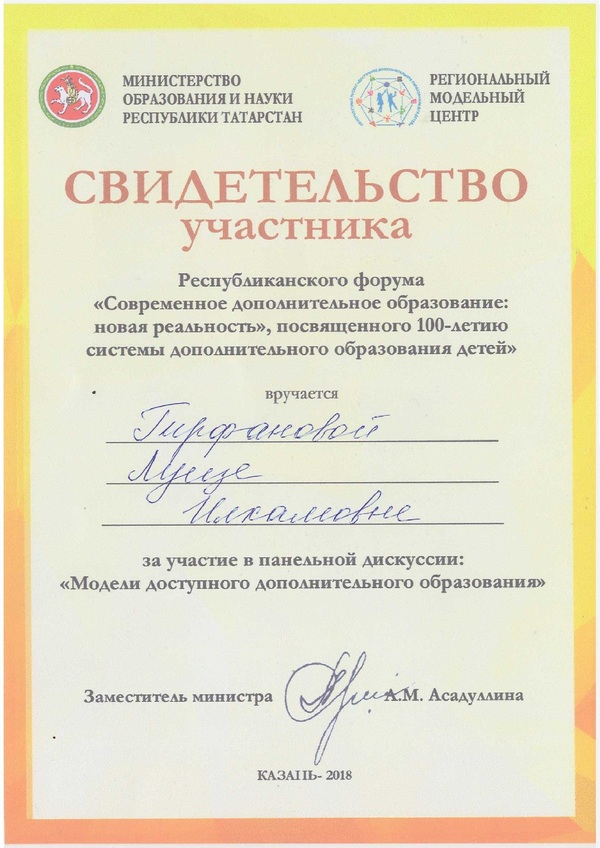 МИНИСТЕРСТВО
ОБРАЗОВАНИЯ И НАУКИ
РЕСПУБЛИКИ ТАТАРСТАН
РЕГИОНАЛЬНЫЙ
МОДЕЛЬНЫЙ
ЦЕНТР
СВИДЕТЕЛЬСТВО
участника
Республиканского форума
«Современное дополнительное образование:
новая реальность», посвященного 100-летию
системы дополнительного образования детей»
вручается
Гирфановой
Луизе
Илхамовне
за участие в панельной дискуссии:
«Модели доступного дополнительного образования»
Заместитель министра
А.М. Асадуллина
КАЗАНЬ- 2018